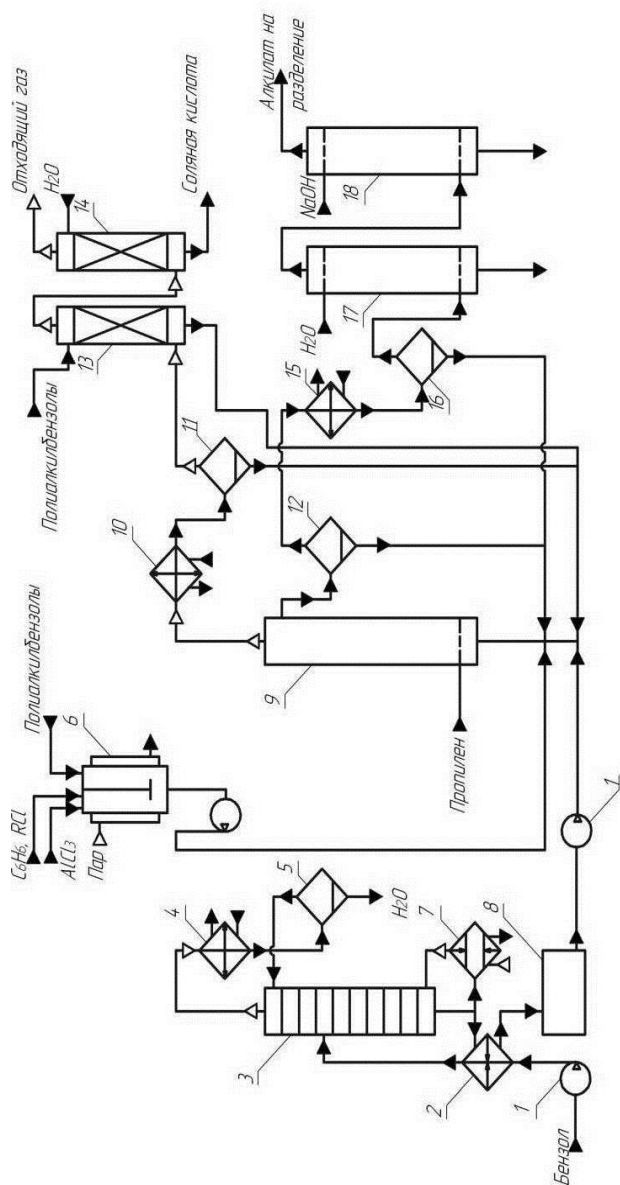 Отходящий газ
H2O
14
Соляная кислота
13
Полиалкилбензолы
Алкилат на
разделение
NaOH
18
H2O
17
15
16
11
10
12
9
Пропилен
Полиалкилбензолы
6
C6H6, RCl
AlCl3
Пар
4
5
H2O
3
7
2
8
1
1
Бензол